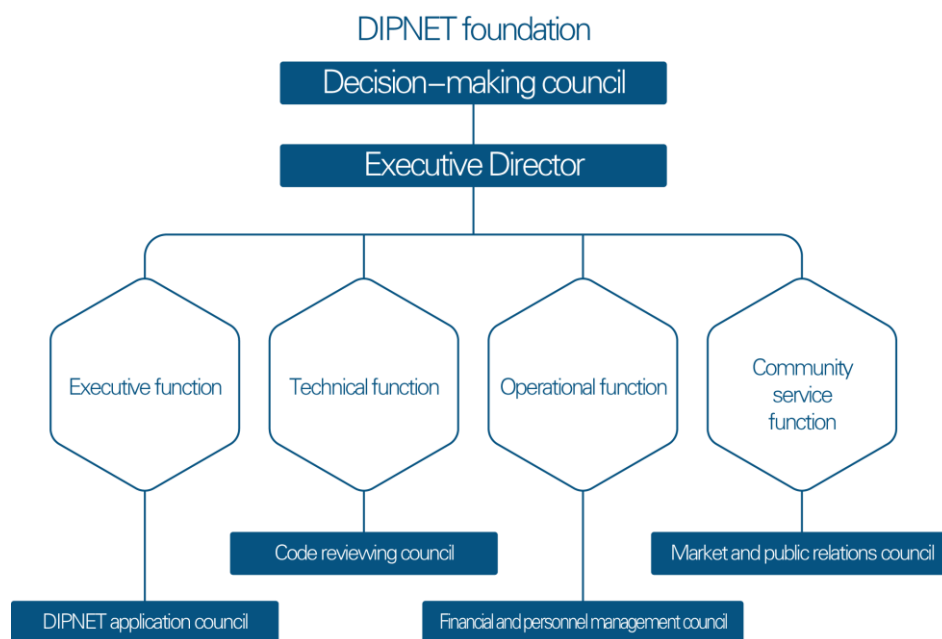 DIPNET foundation
Decision-making council
Executive Director
Executive function
Technical function
Operational function
Community
service
function
Code reviewing council
Market and public relations council
DIPNET application council
Financial and personnel management council